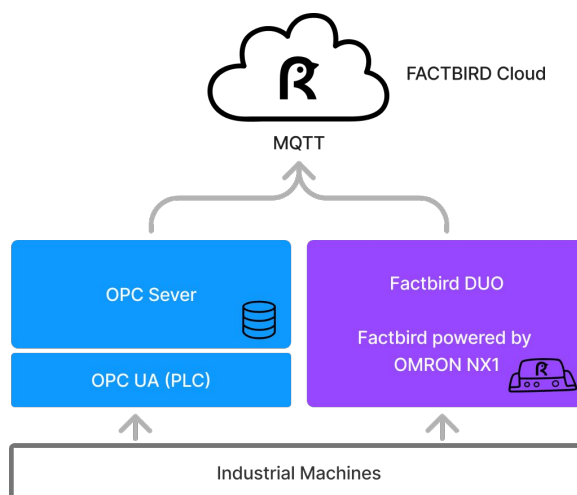 FACTBIRD Cloud
MQTT
OPC Sever
OPC UA (PLC)
Factbird DUO
Factbird powered by
OMRON NX1
Industrial Machines